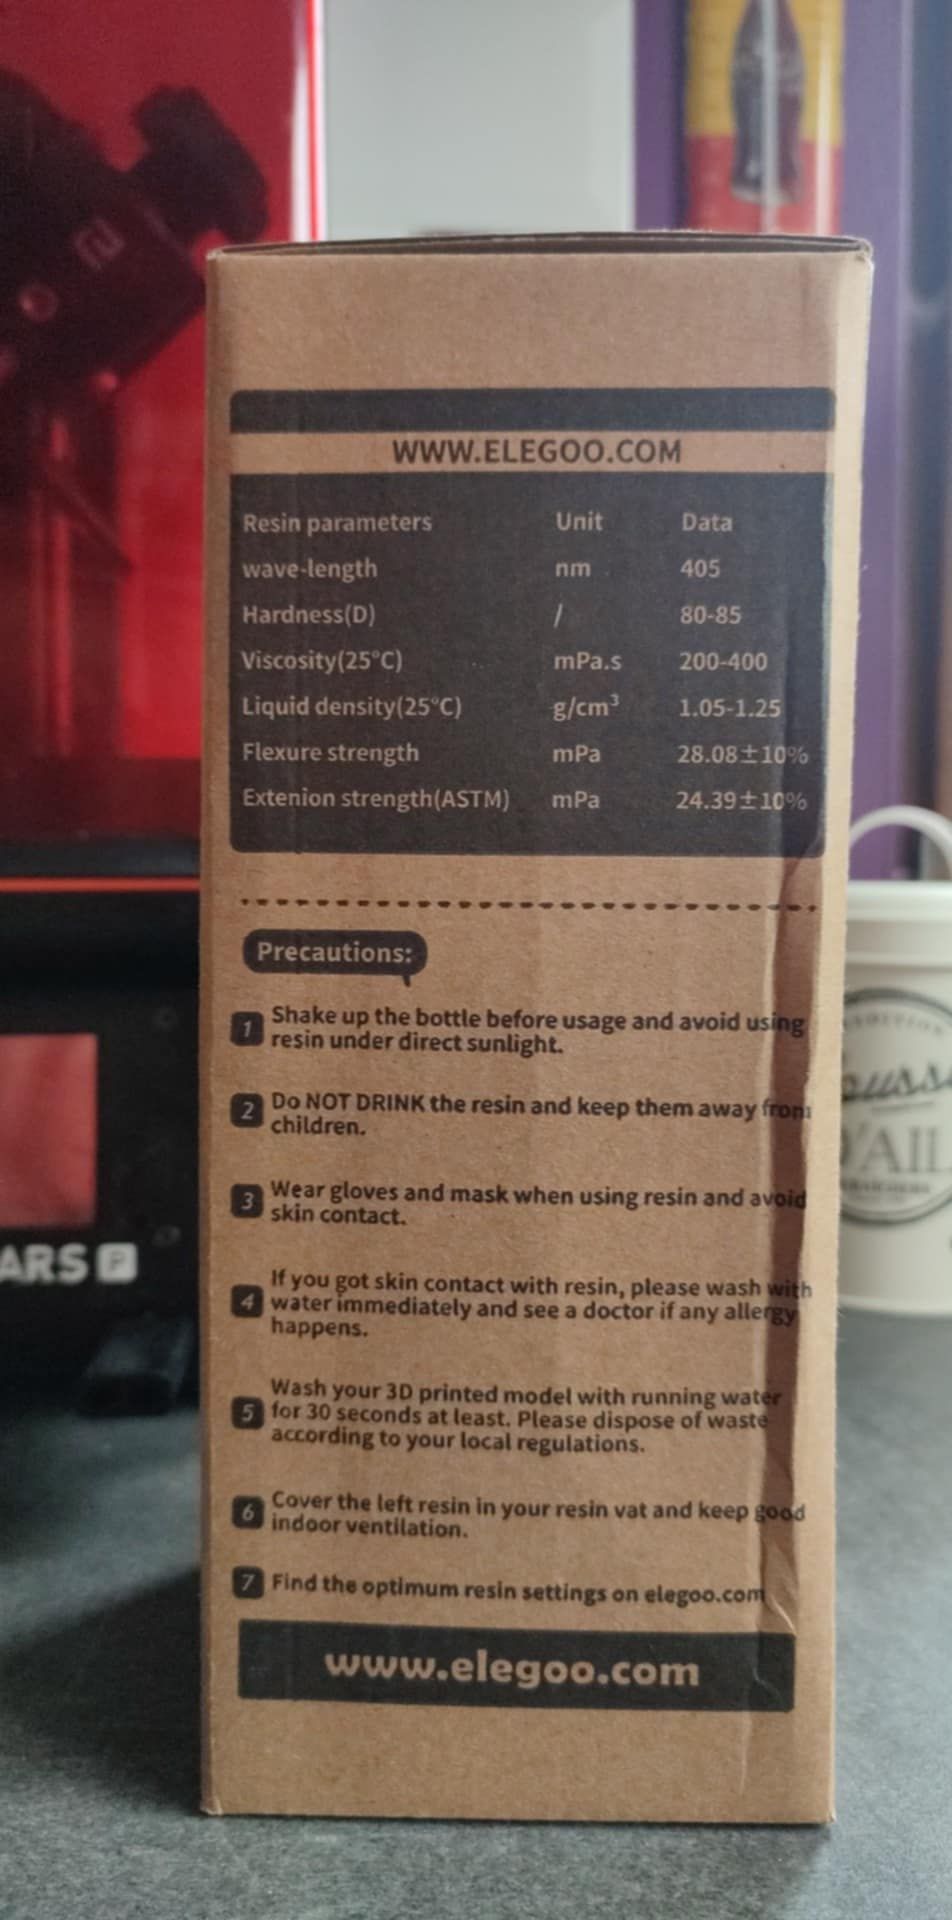 WWW.ELEGOO.COM
Resin parameters Unit Data
wave-length nm 405
Hardness(D) / 80-85
Viscosity(25°C) mPa.s 200-400
Liquid density(25°C) g/cm³ 1.05-1.25
Flexure strength mPa 28.08±10%
Extenion strength(ASTM) mPa 24.39±10%
Precautions:
1 Shake up the bottle before usage and avoid using
resin under direct sunlight.
2 Do NOT DRINK the resin and keep them away from
children.
3 Wear gloves and mask when using resin and avoid
skin contact.
4 If you got skin contact with resin, please wash with
water immediately and see a doctor if any allergy
happens.
5 Wash your 3D printed model with running water
for 30 seconds at least. Please dispose of waste
according to your local regulations.
6 Cover the left resin in your resin vat and keep good
indoor ventilation.
7 Find the optimum resin settings on elegoo.com
www.elegoo.com
ARS P
D'AIL